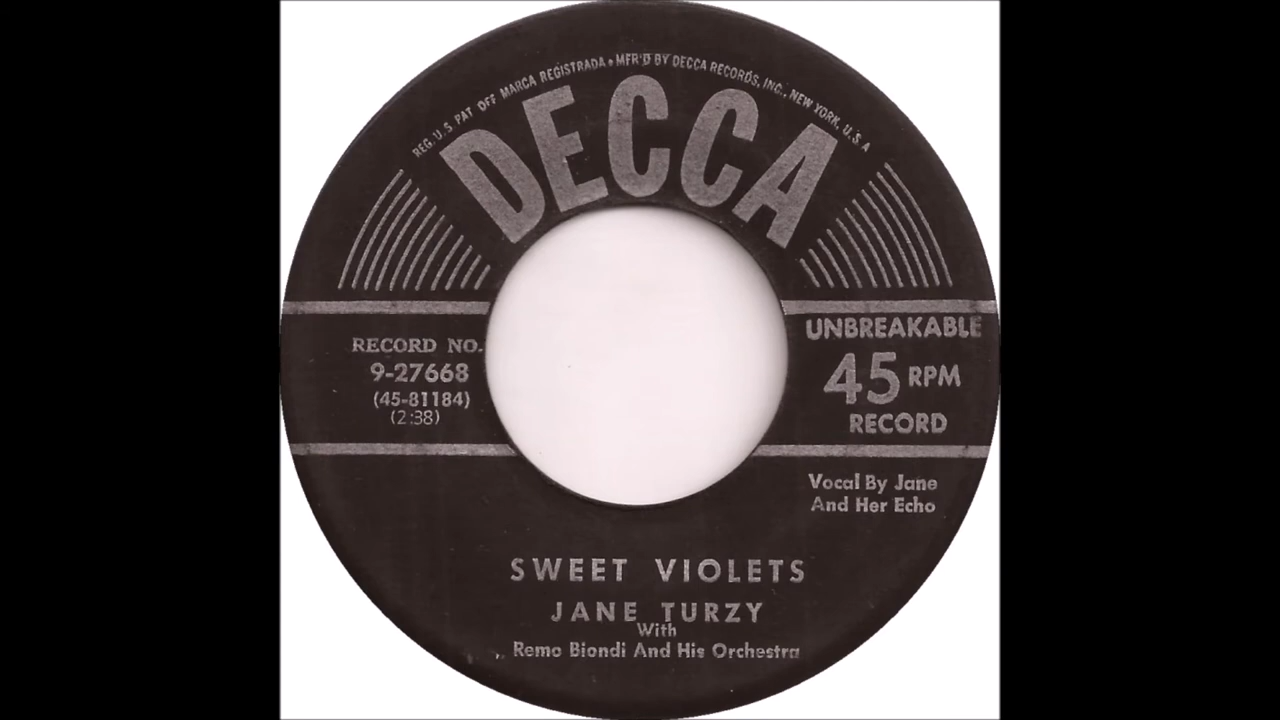 REG. U.S. PAT. OFF. MARCA REGISTRADA • MFR'D BY DECCA RECORDS, INC., NEW YORK, U.S.A
DECCA
RECORD NO.
9-27668
(45-81184)
(2:38)
UNBREAKABLE
45 RPM
RECORD
Vocal By Jane
And Her Echo
SWEET VIOLETS
JANE TURZY
With
Remo Biondi And His Orchestra